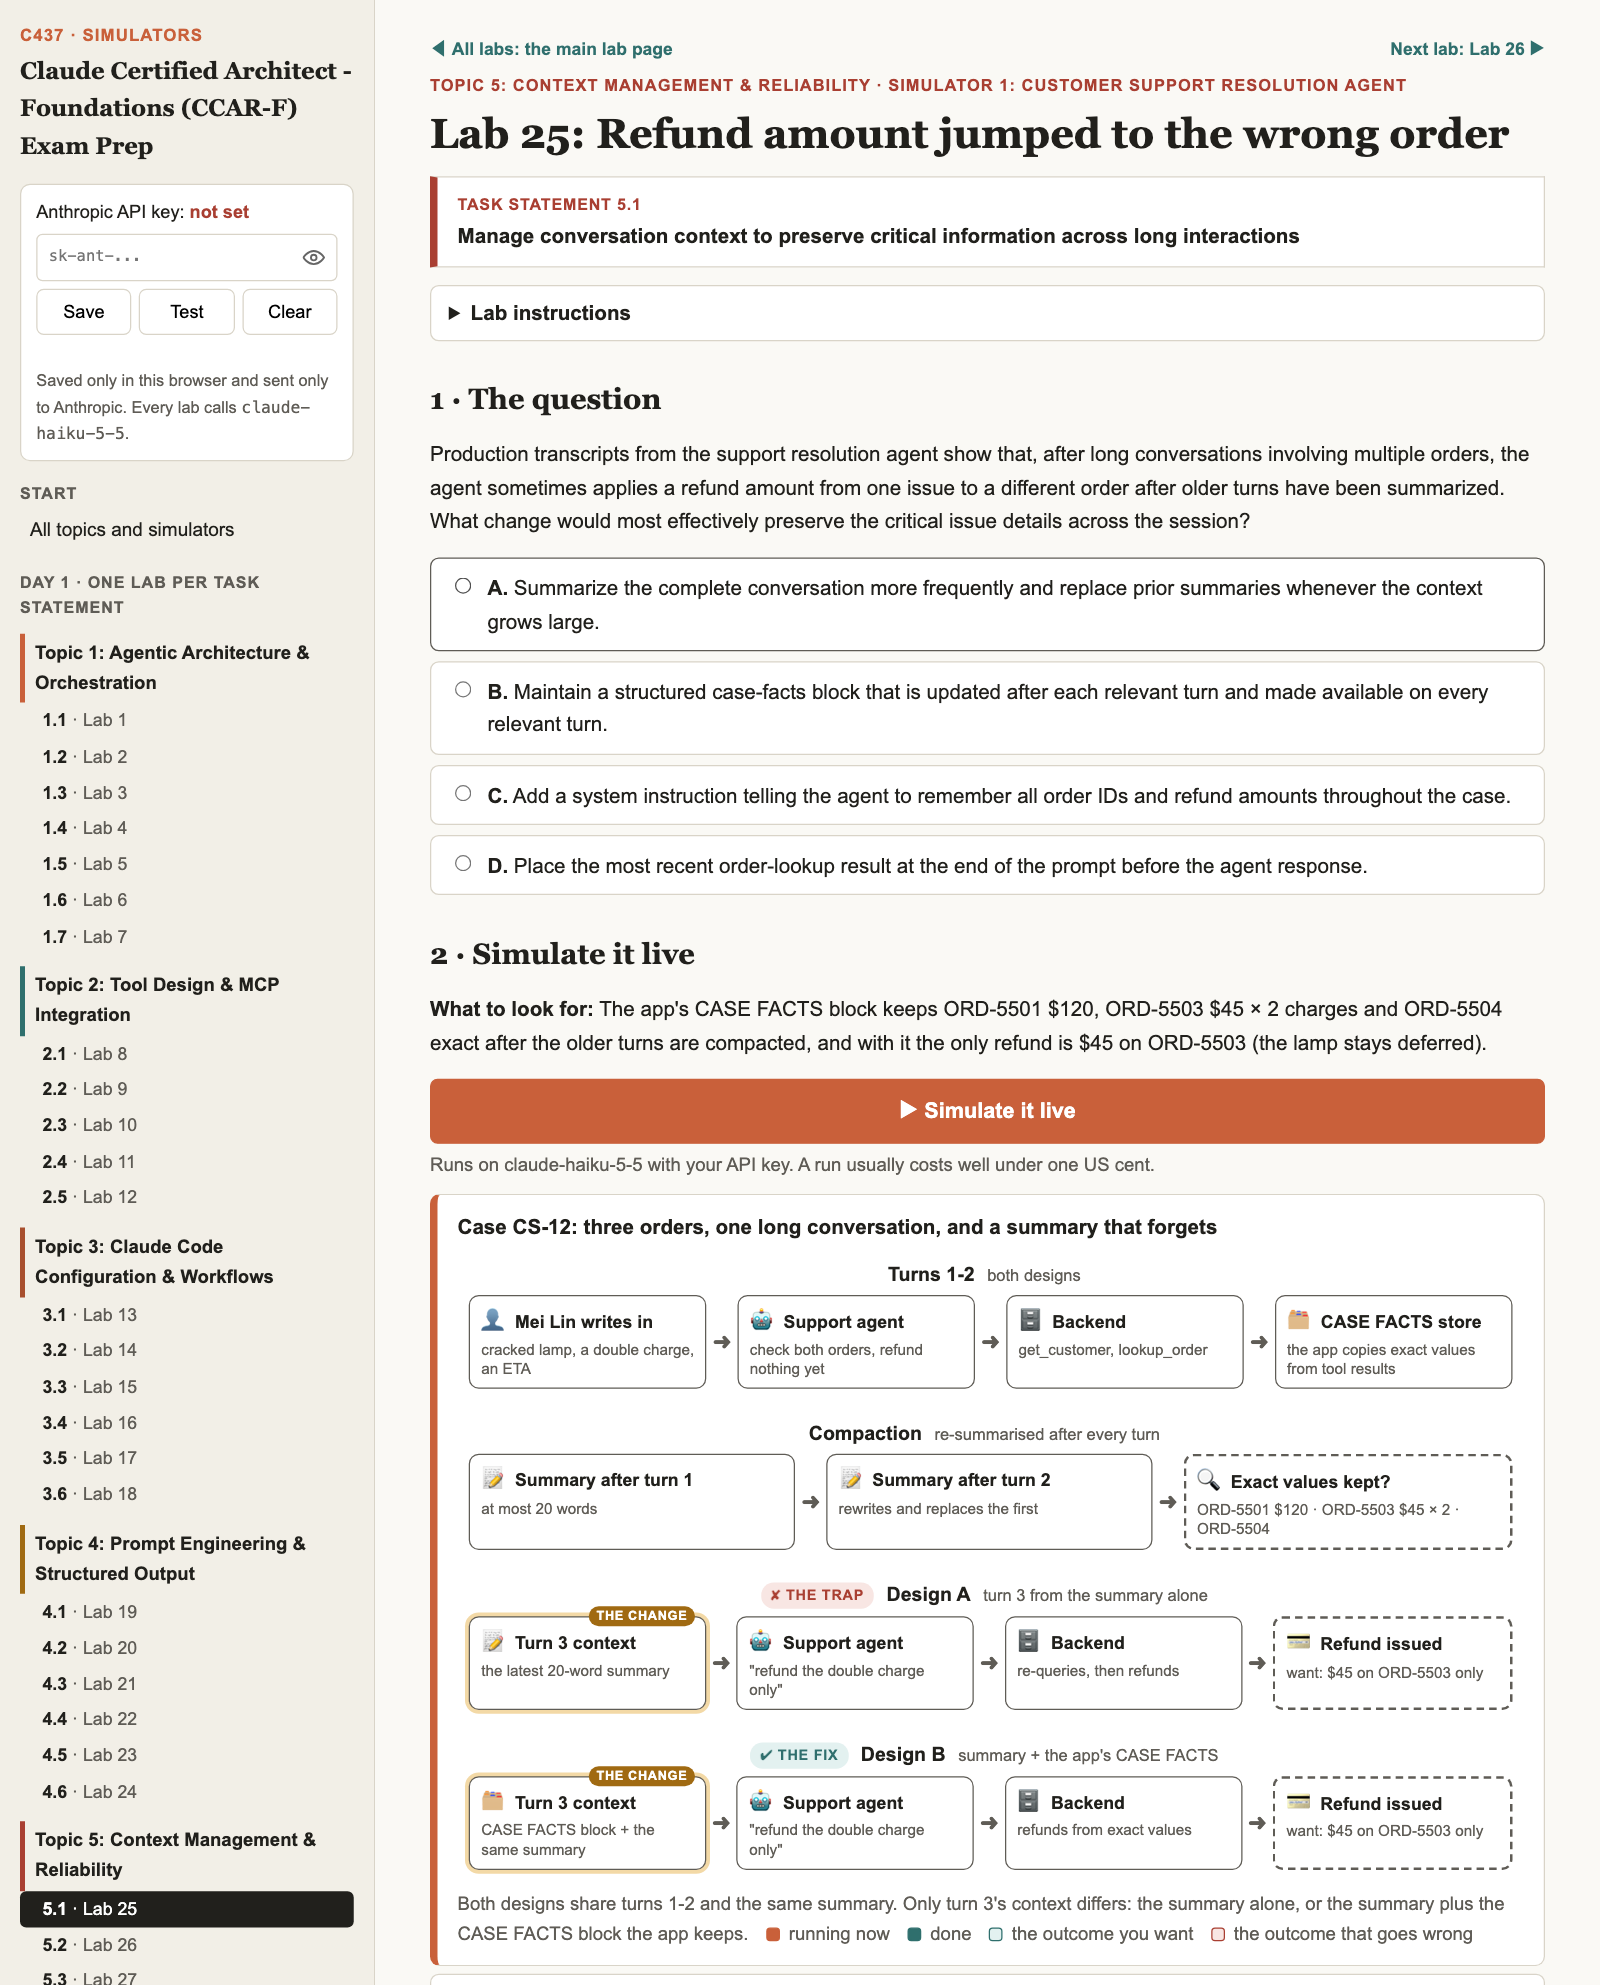 C437 · SIMULATORS
Claude Certified Architect -
Foundations (CCAR-F)
Exam Prep
Anthropic API key: not set
sk-ant-...
Save
Test
Clear
Saved only in this browser and sent only
to Anthropic. Every lab calls claude-
haiku-5-5.
START
All topics and simulators
DAY 1 · ONE LAB PER TASK
STATEMENT
Topic 1: Agentic Architecture &
Orchestration
1.1 · Lab 1
1.2 · Lab 2
1.3 · Lab 3
1.4 · Lab 4
1.5 · Lab 5
1.6 · Lab 6
1.7 · Lab 7
Topic 2: Tool Design & MCP
Integration
2.1 · Lab 8
2.2 · Lab 9
2.3 · Lab 10
2.4 · Lab 11
2.5 · Lab 12
Topic 3: Claude Code
Configuration & Workflows
3.1 · Lab 13
3.2 · Lab 14
3.3 · Lab 15
3.4 · Lab 16
3.5 · Lab 17
3.6 · Lab 18
Topic 4: Prompt Engineering &
Structured Output
4.1 · Lab 19
4.2 · Lab 20
4.3 · Lab 21
4.4 · Lab 22
4.5 · Lab 23
4.6 · Lab 24
Topic 5: Context Management &
Reliability
5.1 · Lab 25
5.2 · Lab 26
5.3 · Lab 27
◀ All labs: the main lab page
Next lab: Lab 26 ▶
TOPIC 5: CONTEXT MANAGEMENT & RELIABILITY · SIMULATOR 1: CUSTOMER SUPPORT RESOLUTION AGENT
Lab 25: Refund amount jumped to the wrong order
TASK STATEMENT 5.1
Manage conversation context to preserve critical information across long interactions
▶ Lab instructions
1 · The question
Production transcripts from the support resolution agent show that, after long conversations involving multiple orders, the
agent sometimes applies a refund amount from one issue to a different order after older turns have been summarized.
What change would most effectively preserve the critical issue details across the session?
A. Summarize the complete conversation more frequently and replace prior summaries whenever the context
grows large.
B. Maintain a structured case-facts block that is updated after each relevant turn and made available on every
relevant turn.
C. Add a system instruction telling the agent to remember all order IDs and refund amounts throughout the case.
D. Place the most recent order-lookup result at the end of the prompt before the agent response.
2 · Simulate it live
What to look for: The app's CASE FACTS block keeps ORD-5501 $120, ORD-5503 $45 × 2 charges and ORD-5504
exact after the older turns are compacted, and with it the only refund is $45 on ORD-5503 (the lamp stays deferred).
▶ Simulate it live
Runs on claude-haiku-5-5 with your API key. A run usually costs well under one US cent.
Case CS-12: three orders, one long conversation, and a summary that forgets
Turns 1-2 both designs
Mei Lin writes in
cracked lamp, a double charge,
an ETA
Support agent
check both orders, refund
nothing yet
Backend
get_customer, lookup_order
CASE FACTS store
the app copies exact values
from tool results
Compaction re-summarised after every turn
Summary after turn 1
at most 20 words
Summary after turn 2
rewrites and replaces the first
Exact values kept?
ORD-5501 $120 · ORD-5503 $45 × 2 ·
ORD-5504
✘ THE TRAP Design A turn 3 from the summary alone
THE CHANGE
Turn 3 context
the latest 20-word summary
Support agent
"refund the double charge
only"
Backend
re-queries, then refunds
Refund issued
want: $45 on ORD-5503 only
✔ THE FIX Design B summary + the app's CASE FACTS
THE CHANGE
Turn 3 context
CASE FACTS block + the
same summary
Support agent
"refund the double charge
only"
Backend
refunds from exact values
Refund issued
want: $45 on ORD-5503 only
Both designs share turns 1-2 and the same summary. Only turn 3's context differs: the summary alone, or the summary plus the
CASE FACTS block the app keeps. running now done the outcome you want the outcome that goes wrong